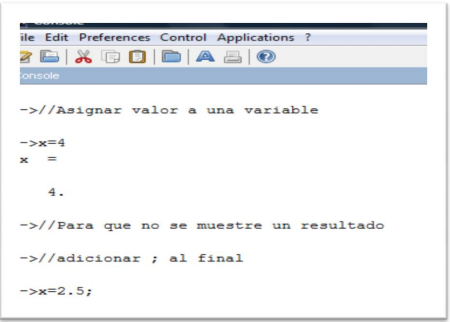 ile Edit Preferences Control Applications ?
onsole
->//Asignar valor a una variable
->x=4
x  =
4.
->//Para que no se muestre un resultado
->//adicionar ; al final
->x=2.5;